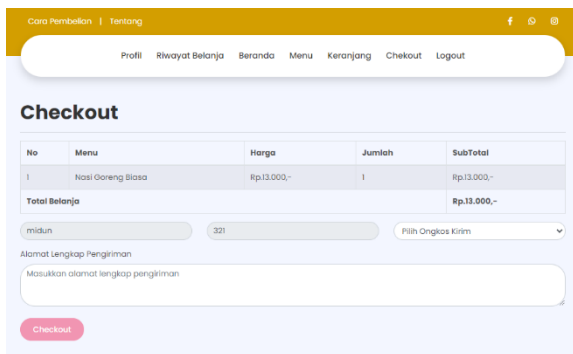 Cara Pembelian | Tentang
Profil Riwayat Belanja Beranda Menu Keranjang Chekout Logout
Checkout
No Menu Harga Jumlah SubTotal
1 Nasi Goreng Biasa Rp.13.000,- 1 Rp.13.000,-
Total Belanja Rp.13.000,-
midun 321 Pilih Ongkos Kirim
Alamat Lengkap Pengiriman
Masukkan alamat lengkap pengiriman
Checkout